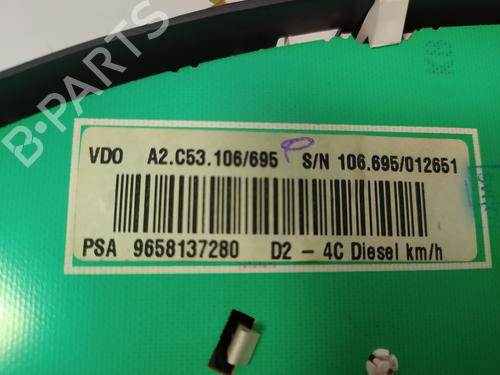 B-PARTS
VDO A2.C53.106/695 P S/N 106.695/012651
PSA 9658137280 D2 - 4C Diesel km/h